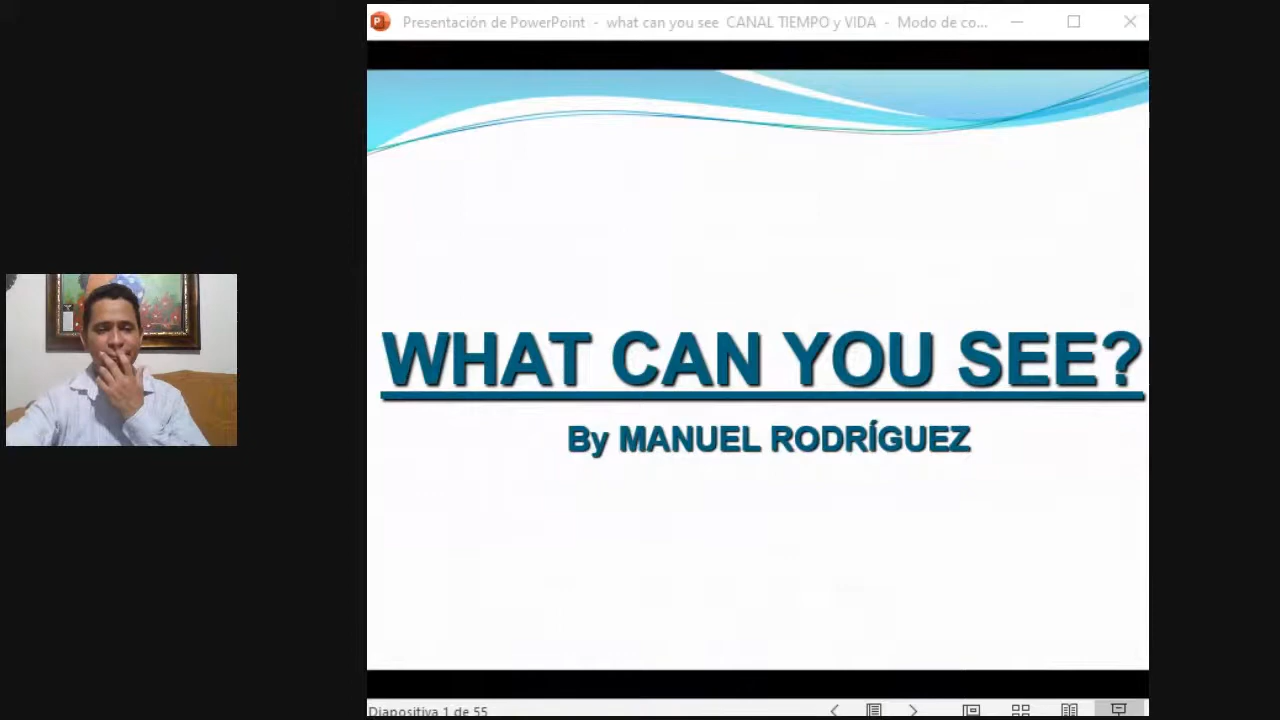 Presentación de PowerPoint - what can you see CANAL TIEMPO y VIDA - Modo de co...
WHAT CAN YOU SEE?
By MANUEL RODRÍGUEZ
Diapositiva 1 de 55